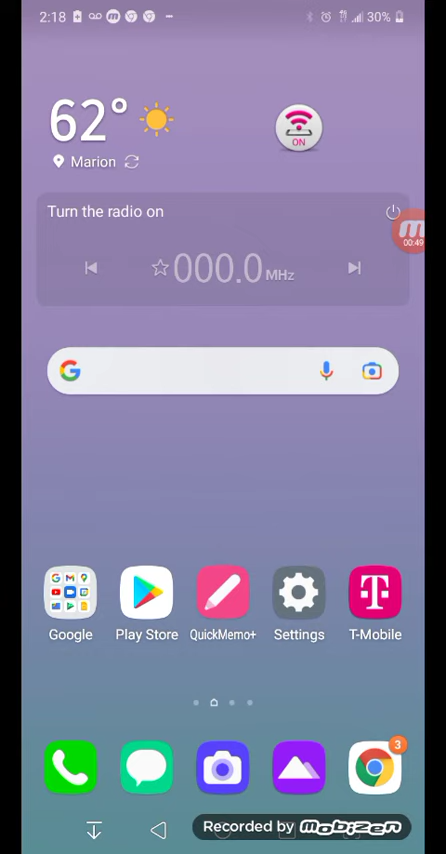 2:18
30%
62°
Marion
ON
Turn the radio on
00:49
000.0 MHz
Google
Play Store
QuickMemo+
Settings
T-Mobile
3
Recorded by mobizen